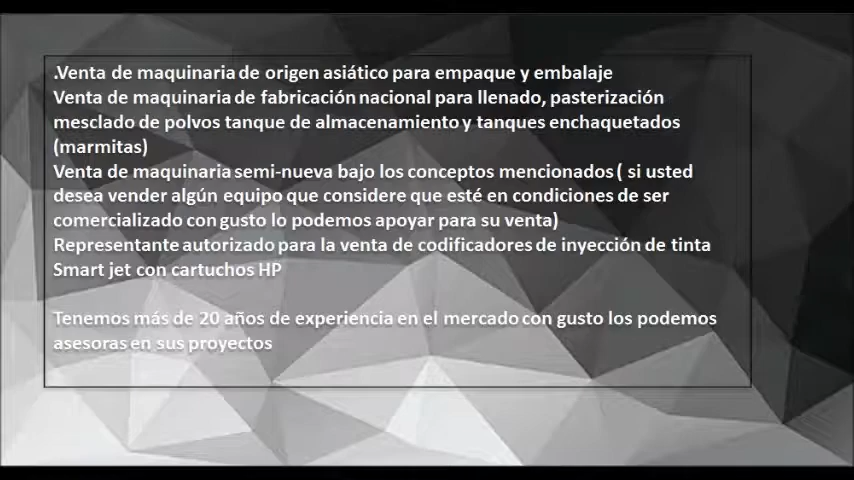 .Venta de maquinaria de origen asiático para empaque y embalaje
Venta de maquinaria de fabricación nacional para llenado, pasterización
mesclado de polvos tanque de almacenamiento y tanques enchaquetados
(marmitas)
Venta de maquinaria semi-nueva bajo los conceptos mencionados ( si usted
desea vender algún equipo que considere que esté en condiciones de ser
comercializado con gusto lo podemos apoyar para su venta)
Representante autorizado para la venta de codificadores de inyección de tinta
Smart jet con cartuchos HP
Tenemos más de 20 años de experiencia en el mercado con gusto los podemos
asesoras en sus proyectos